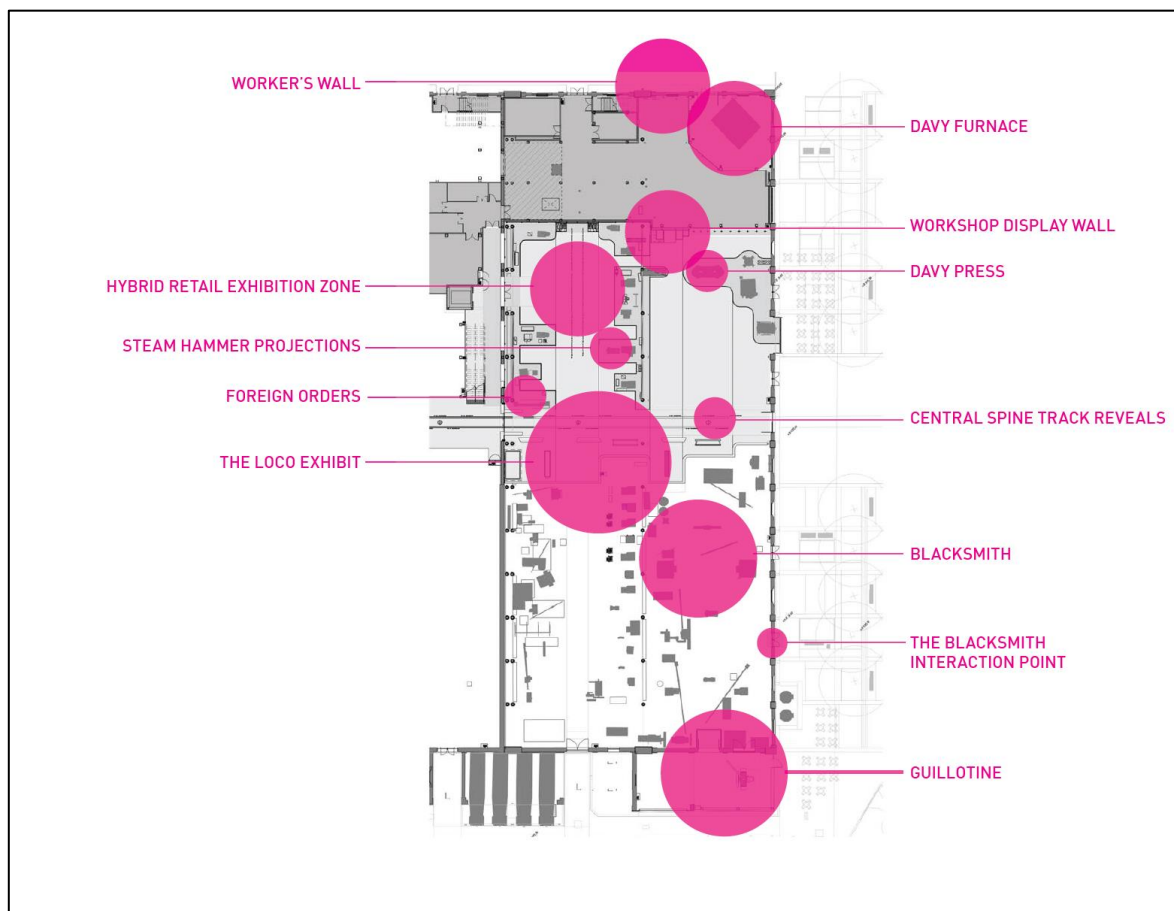 WORKER'S WALL
DAVY FURNACE
WORKSHOP DISPLAY WALL
DAVY PRESS
HYBRID RETAIL EXHIBITION ZONE
STEAM HAMMER PROJECTIONS
FOREIGN ORDERS
CENTRAL SPINE TRACK REVEALS
THE LOCO EXHIBIT
BLACKSMITH
THE BLACKSMITH
INTERACTION POINT
GUILLOTINE